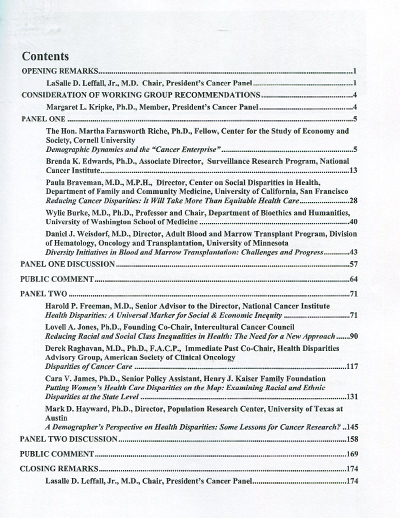 Contents
OPENING REMARKS...1
LaSalle D. Leffall, Jr., M.D. Chair, President's Cancer Panel...1
CONSIDERATION OF WORKING GROUP RECOMMENDATIONS...4
Margaret L. Kripke, Ph.D., Member, President's Cancer Panel...4
PANEL ONE...5
The Hon. Martha Farnsworth Riche, Ph.D., Fellow, Center for the Study of Economy and
Society, Cornell University
Demographic Dynamics and the "Cancer Enterprise"...5
Brenda K. Edwards, Ph.D., Associate Director, Surveillance Research Program, National
Cancer Institute...13
Paula Braveman, M.D., M.P.H., Director, Center on Social Disparities in Health,
Department of Family and Community Medicine, University of California, San Francisco
Reducing Cancer Disparities: It Will Take More Than Equitable Health Care...28
Wylie Burke, M.D., Ph.D., Professor and Chair, Department of Bioethics and Humanities,
University of Washington School of Medicine...40
Daniel J. Weisdorf, M.D., Director, Adult Blood and Marrow Transplant Program, Division
of Hematology, Oncology and Transplantation, University of Minnesota
Diversity Initiatives in Blood and Marrow Transplantation: Challenges and Progress...43
PANEL ONE DISCUSSION...57
PUBLIC COMMENT...64
PANEL TWO...71
Harold P. Freeman, M.D., Senior Advisor to the Director, National Cancer Institute
Health Disparities: A Universal Marker for Social & Economic Inequity...71
Lovell A. Jones, Ph.D., Founding Co-Chair, Intercultural Cancer Council
Reducing Racial and Social Class Inequalities in Health: The Need for a New Approach...90
Derek Raghavan, M.D., Ph.D., F.A.C.P., Immediate Past Co-Chair, Health Disparities
Advisory Group, American Society of Clinical Oncology
Disparities of Cancer Care...117
Cara V. James, Ph.D., Senior Policy Assistant, Henry J. Kaiser Family Foundation
Putting Women's Health Care Disparities on the Map: Examining Racial and Ethnic
Disparities at the State Level...131
Mark D. Hayward, Ph.D., Director, Population Research Center, University of Texas at
Austin
A Demographer's Perspective on Health Disparities: Some Lessons for Cancer Research?..145
PANEL TWO DISCUSSION...158
PUBLIC COMMENT...169
CLOSING REMARKS...174
Lasalle D. Leffall, Jr., M.D., Chair, President's Cancer Panel...174